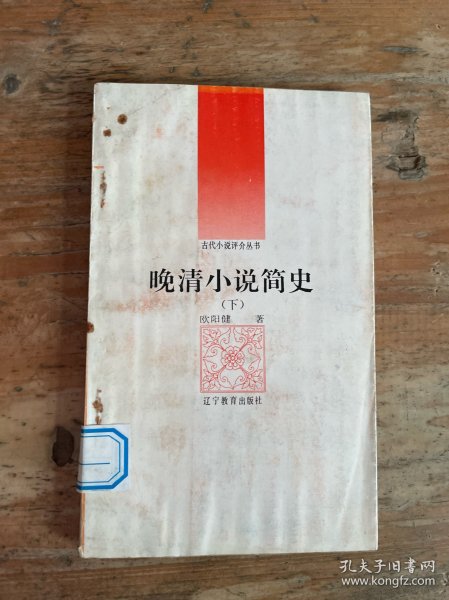 古代小说评介丛书
晚清小说简史
（下）
欧阳健 著
辽宁教育出版社
孔夫子旧书网
www.kongfz.com